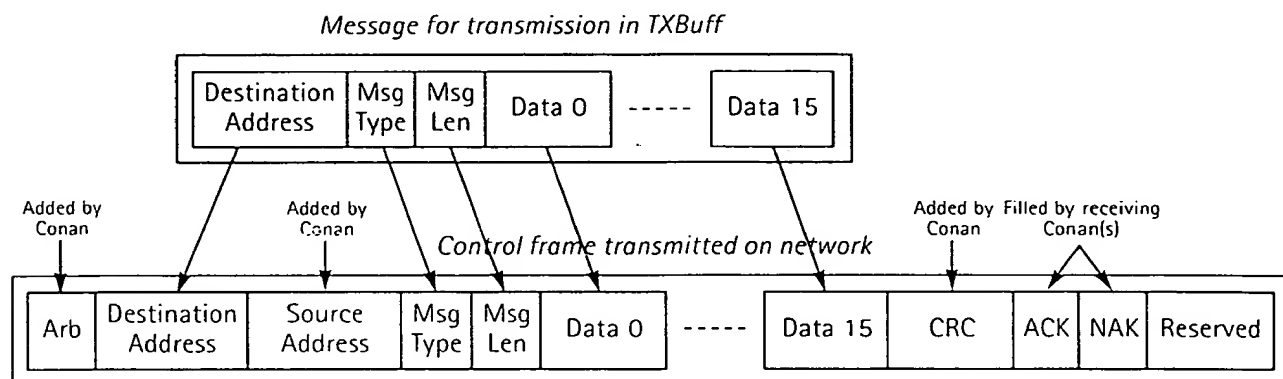 Message for transmission in TXBuff
Destination Address
Msg Type
Msg Len
Data 0
-----
Data 15
Added by Conan
Added by Conan
Added by Conan
Filled by receiving Conan(s)
Control frame transmitted on network
Arb
Destination Address
Source Address
Msg Type
Msg Len
Data 0
-----
Data 15
CRC
ACK
NAK
Reserved